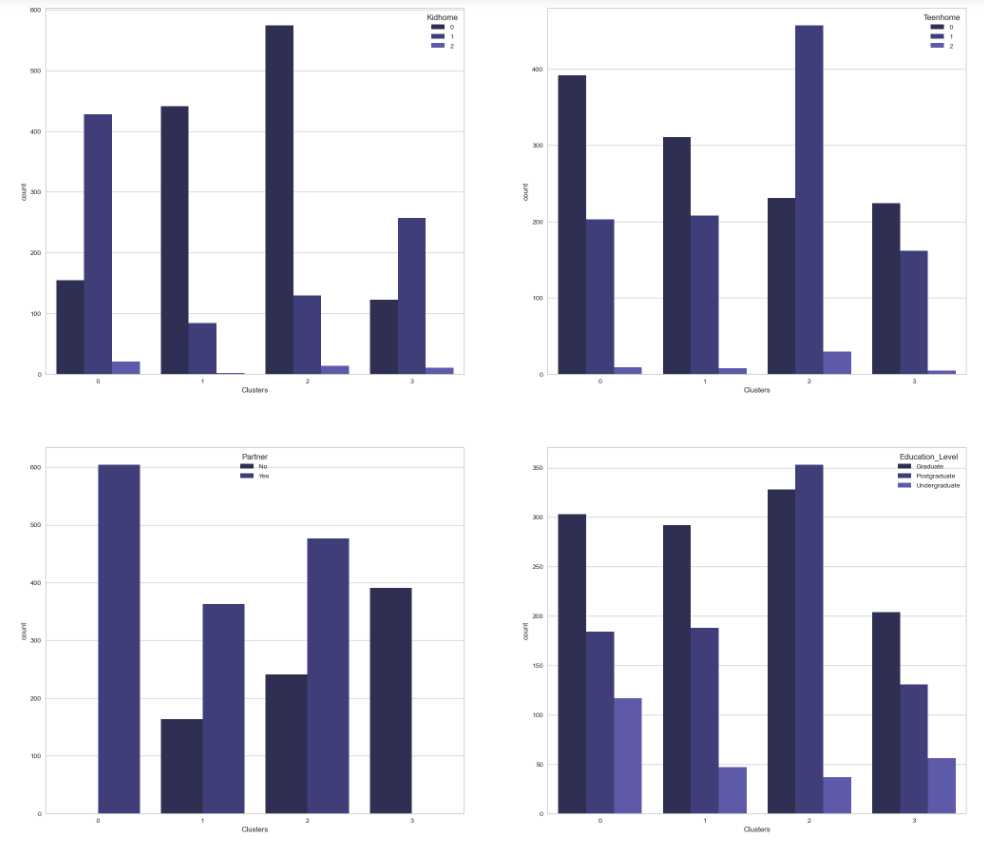 Kidhome
0
1
2
600
500
400
300
200
100
0
count
0 1 2 3
Clusters
Teenhome
0
1
2
400
300
200
100
0
count
0 1 2 3
Clusters
Partner
No
Yes
600
500
400
300
200
100
0
count
0 1 2 3
Clusters
Education_Level
Graduate
Postgraduate
Undergraduate
350
300
250
200
150
100
50
0
count
0 1 2 3
Clusters